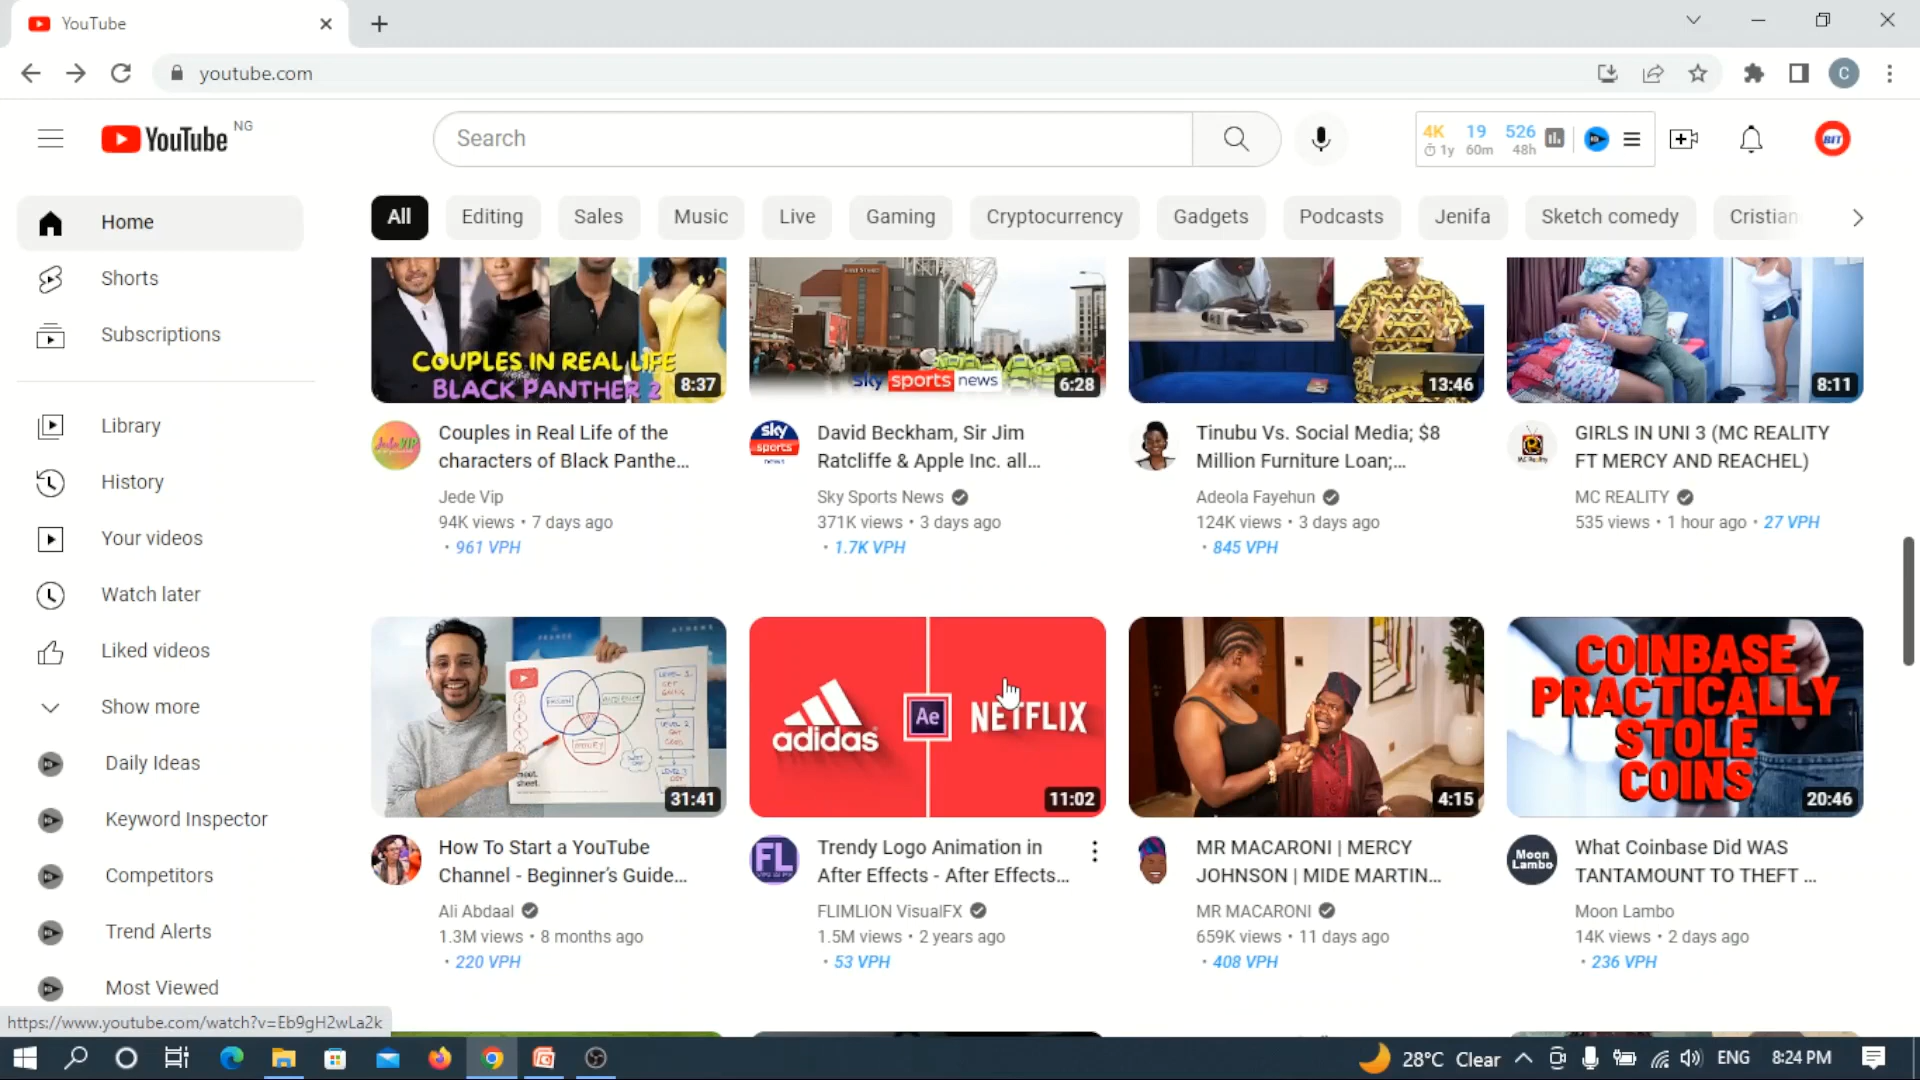 YouTube
youtube.com
C
YouTube NG
Search
4K 19 526
1y 60m 48h
BIT
Home
Shorts
Subscriptions
Library
History
Your videos
Watch later
Liked videos
Show more
Daily Ideas
Keyword Inspector
Competitors
Trend Alerts
Most Viewed
All Editing Sales Music Live Gaming Cryptocurrency Gadgets Podcasts Jenifa Sketch comedy Cristian
COUPLES IN REAL LIFE
BLACK PANTHER 2
8:37
Jede VIP
Couples in Real Life of the
characters of Black Panthe...
Jede Vip
94K views • 7 days ago
• 961 VPH
sky sports news
6:28
sky
sports
news
David Beckham, Sir Jim
Ratcliffe & Apple Inc. all...
Sky Sports News
371K views • 3 days ago
• 1.7K VPH
13:46
Tinubu Vs. Social Media; $8
Million Furniture Loan;...
Adeola Fayehun
124K views • 3 days ago
• 845 VPH
8:11
MC Reality
GIRLS IN UNI 3 (MC REALITY
FT MERCY AND REACHEL)
MC REALITY
535 views • 1 hour ago • 27 VPH
31:41
How To Start a YouTube
Channel - Beginner’s Guide...
Ali Abdaal
1.3M views • 8 months ago
• 220 VPH
adidas
Ae
NETFLIX
11:02
FL
Trendy Logo Animation in
After Effects - After Effects...
FLIMLION VisualFX
1.5M views • 2 years ago
• 53 VPH
4:15
MR MACARONI | MERCY
JOHNSON | MIDE MARTIN...
MR MACARONI
659K views • 11 days ago
• 408 VPH
COINBASE
PRACTICALLY
STOLE
COINS
20:46
Moon
Lambo
What Coinbase Did WAS
TANTAMOUNT TO THEFT ...
Moon Lambo
14K views • 2 days ago
• 236 VPH
https://www.youtube.com/watch?v=Eb9gH2wLa2k
28°C Clear
ENG
8:24 PM